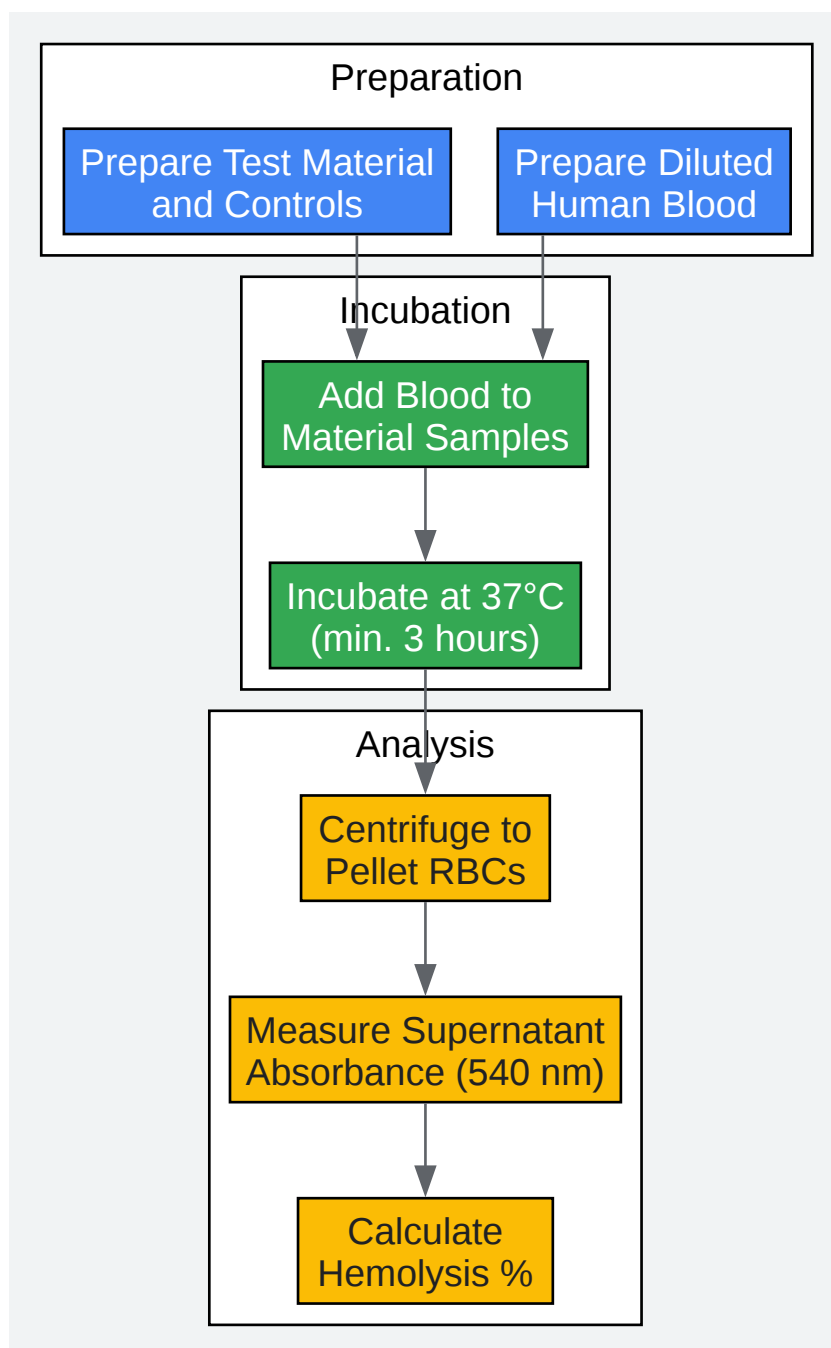 Preparation
Prepare Test Material
and Controls
Prepare Diluted
Human Blood
Incubation
Add Blood to
Material Samples
Incubate at 37°C
(min. 3 hours)
Analysis
Centrifuge to
Pellet RBCs
Measure Supernatant
Absorbance (540 nm)
Calculate
Hemolysis %